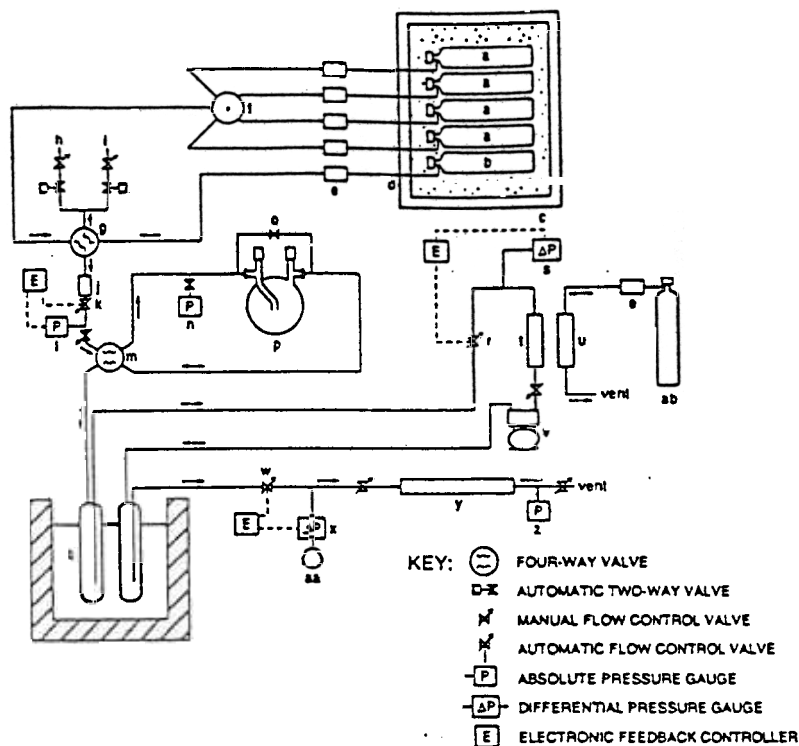 a
a
a
a
b
f
e
d
c
h
i
g
E
j
k
P
l
m
P
n
o
p
E
ΔP
s
r
t
u
e
vent
ab
v
w
E
ΔP
x
aa
y
P
z
vent
KEY:
FOUR-WAY VALVE
AUTOMATIC TWO-WAY VALVE
MANUAL FLOW CONTROL VALVE
AUTOMATIC FLOW CONTROL VALVE
P
ABSOLUTE PRESSURE GAUGE
ΔP
DIFFERENTIAL PRESSURE GAUGE
E
ELECTRONIC FEEDBACK CONTROLLER